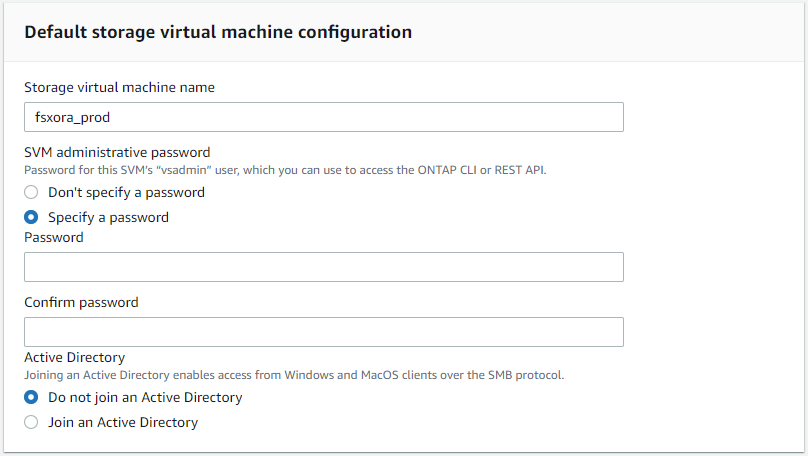 Default storage virtual machine configuration
Storage virtual machine name
fsxora_prod
SVM administrative password
Password for this SVM's “vsadmin” user, which you can use to access the ONTAP CLI or REST API.
Don't specify a password
Specify a password
Password
Confirm password
Active Directory
Joining an Active Directory enables access from Windows and MacOS clients over the SMB protocol.
Do not join an Active Directory
Join an Active Directory